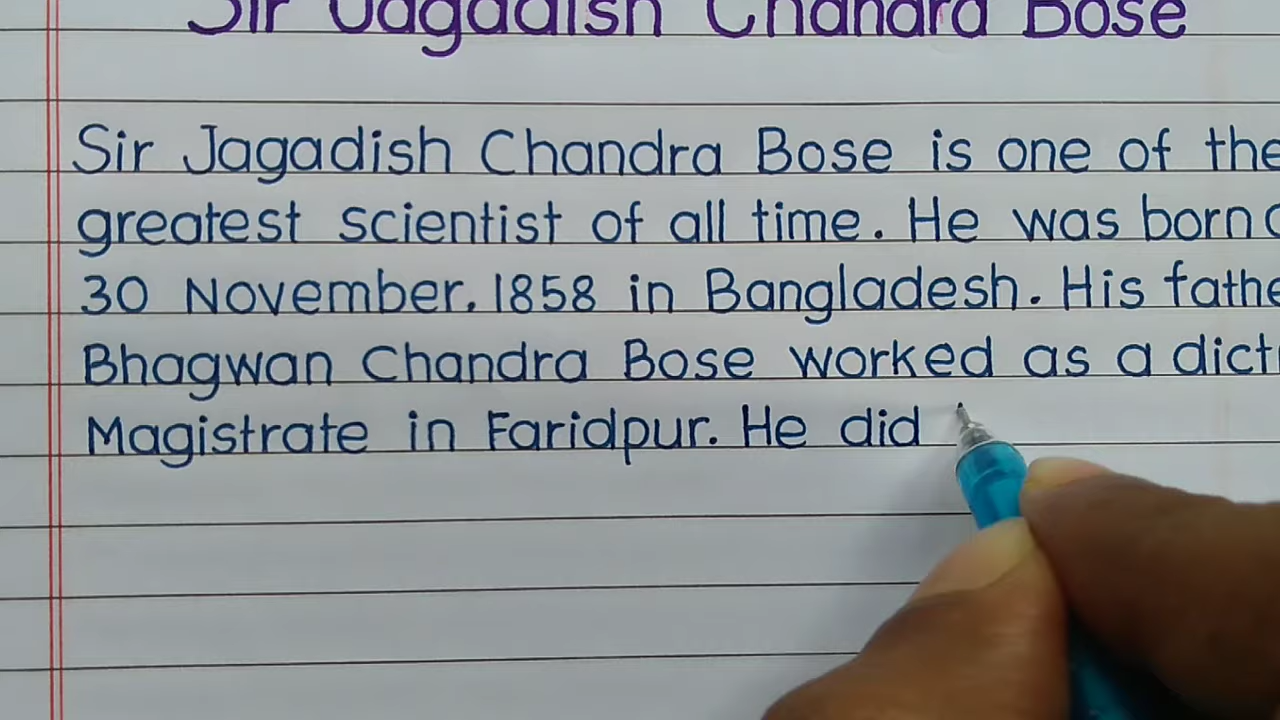 Sir Jagadish Chandra Bose
Sir Jagadish Chandra Bose is one of the
greatest scientist of all time. He was born
30 November, 1858 in Bangladesh. His fathe
Bhagwan Chandra Bose worked as a dict
Magistrate in Faridpur. He did